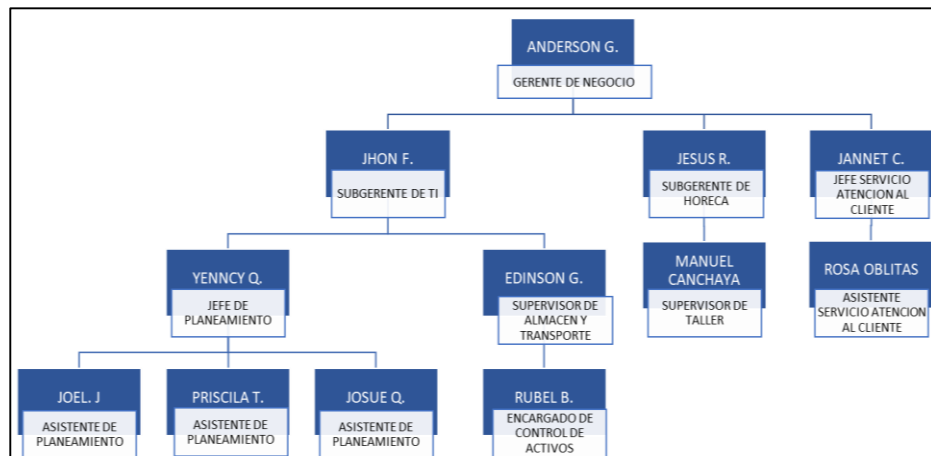 ANDERSON G.
GERENTE DE NEGOCIO
JHON F.
SUBGERENTE DE TI
JESUS R.
SUBGERENTE DE
HORECA
JANNET C.
JEFE SERVICIO
ATENCION AL
CLIENTE
YENNCY Q.
JEFE DE
PLANEAMIENTO
EDINSON G.
SUPERVISOR DE
ALMACEN Y
TRANSPORTE
MANUEL
CANCHAYA
SUPERVISOR DE
TALLER
ROSA OBLITAS
ASISTENTE
SERVICIO ATENCION
AL CLIENTE
JOEL. J
ASISTENTE DE
PLANEAMIENTO
PRISCILA T.
ASISTENTE DE
PLANEAMIENTO
JOSUE Q.
ASISTENTE DE
PLANEAMIENTO
RUBEL B.
ENCARGADO DE
CONTROL DE
ACTIVOS